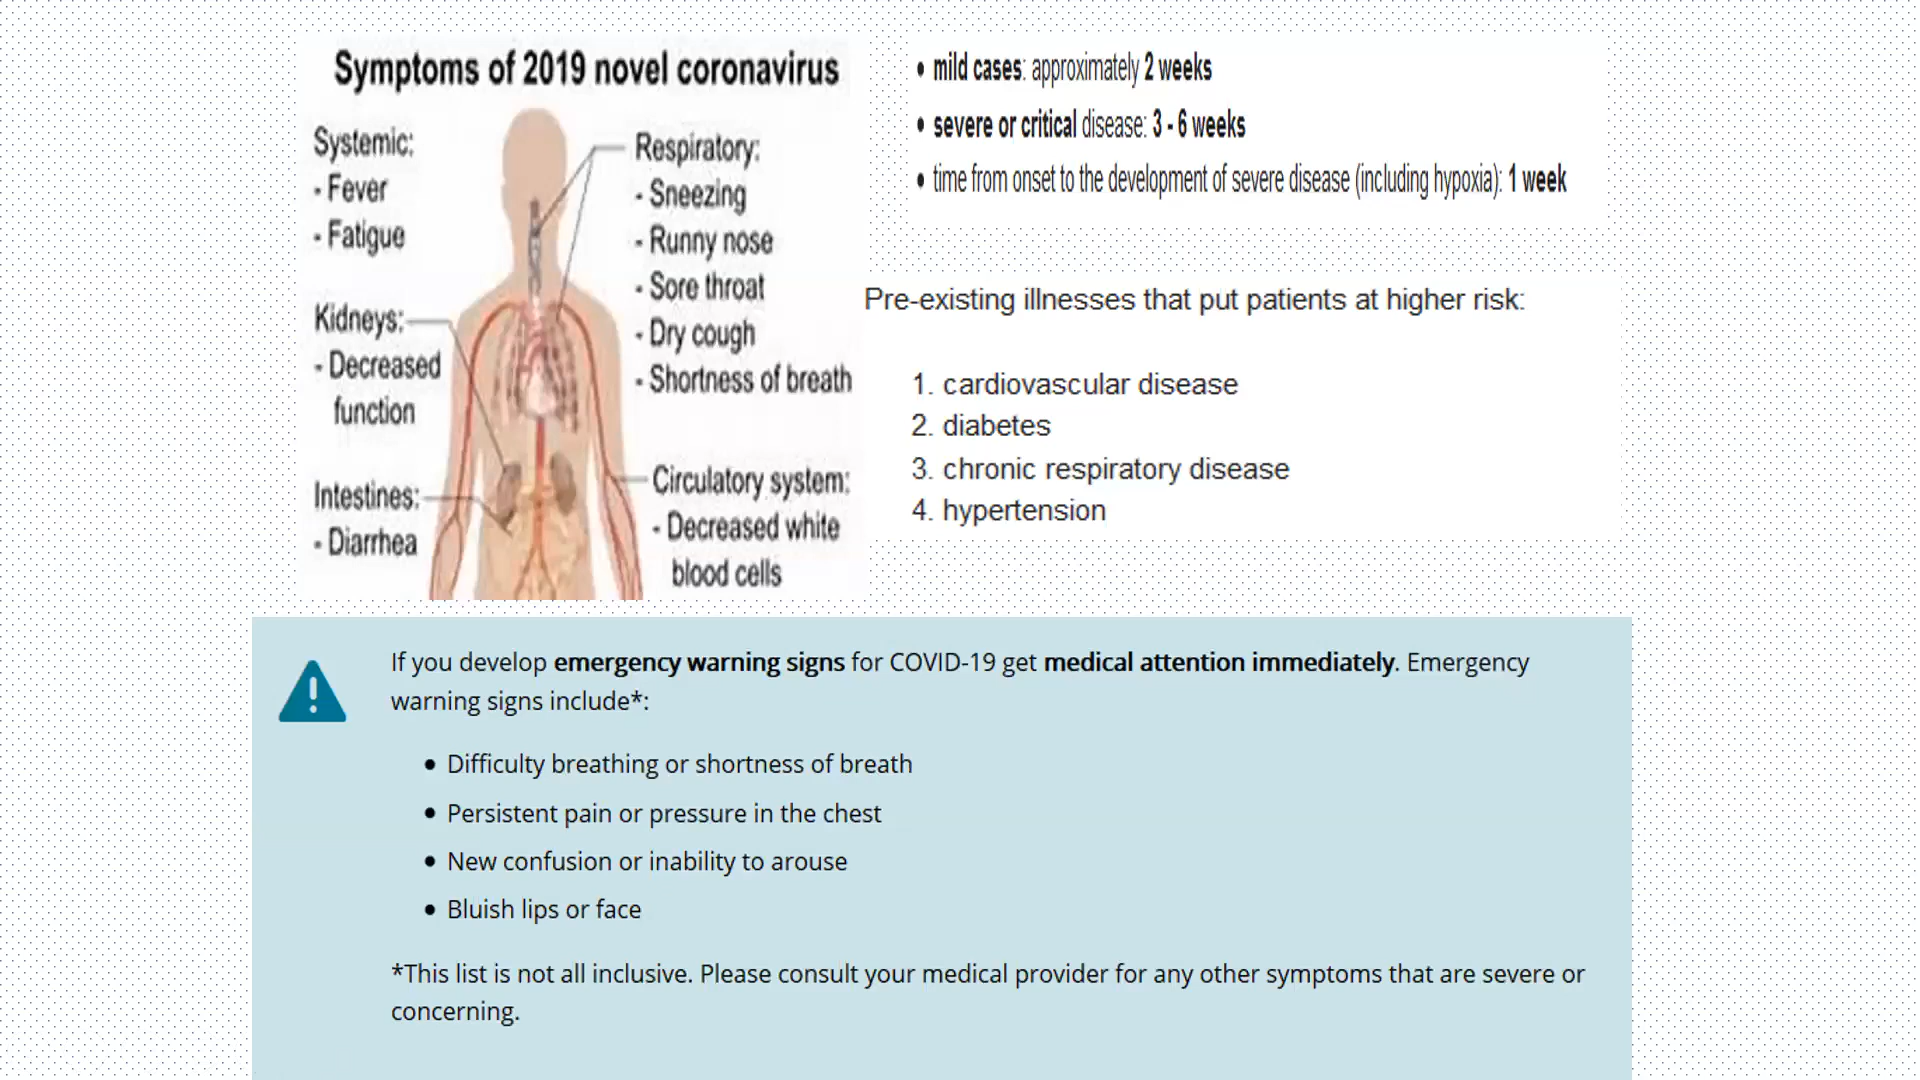 Symptoms of 2019 novel coronavirus
Systemic:
- Fever
- Fatigue
Kidneys:
- Decreased
function
Intestines:
- Diarrhea
Respiratory:
- Sneezing
- Runny nose
- Sore throat
- Dry cough
- Shortness of breath
Circulatory system:
- Decreased white
blood cells
• mild cases: approximately 2 weeks
• severe or critical disease: 3 - 6 weeks
• time from onset to the development of severe disease (including hypoxia): 1 week
Pre-existing illnesses that put patients at higher risk:
1. cardiovascular disease
2. diabetes
3. chronic respiratory disease
4. hypertension
If you develop emergency warning signs for COVID-19 get medical attention immediately. Emergency
warning signs include*:
• Difficulty breathing or shortness of breath
• Persistent pain or pressure in the chest
• New confusion or inability to arouse
• Bluish lips or face
*This list is not all inclusive. Please consult your medical provider for any other symptoms that are severe or
concerning.